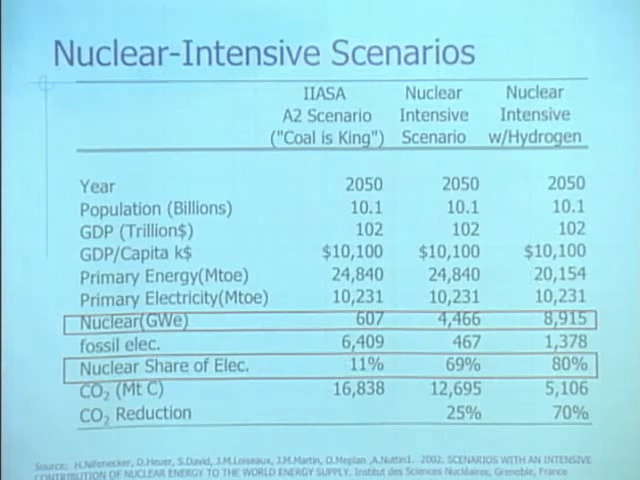 Nuclear-Intensive Scenarios
IIASA Nuclear Nuclear
A2 Scenario Intensive Intensive
("Coal is King") Scenario w/Hydrogen
Year 2050 2050 2050
Population (Billions) 10.1 10.1 10.1
GDP (Trillion$) 102 102 102
GDP/Capita k$ $10,100 $10,100 $10,100
Primary Energy(Mtoe) 24,840 24,840 20,154
Primary Electricity(Mtoe) 10,231 10,231 10,231
Nuclear(GWe) 607 4,466 8,915
fossil elec. 6,409 467 1,378
Nuclear Share of Elec. 11% 69% 80%
CO2 (Mt C) 16,838 12,695 5,106
CO2 Reduction 25% 70%
Source: H.Nifenecker, D.Heuer, S.David, J.M.Loiseaux, J.M.Martin, O.Meplan ,A.Nuttin1. 2002. SCENARIOS WITH AN INTENSIVE
CONTRIBUTION OF NUCLEAR ENERGY TO THE WORLD ENERGY SUPPLY. Institut des Sciences Nucléaires, Grenoble, France